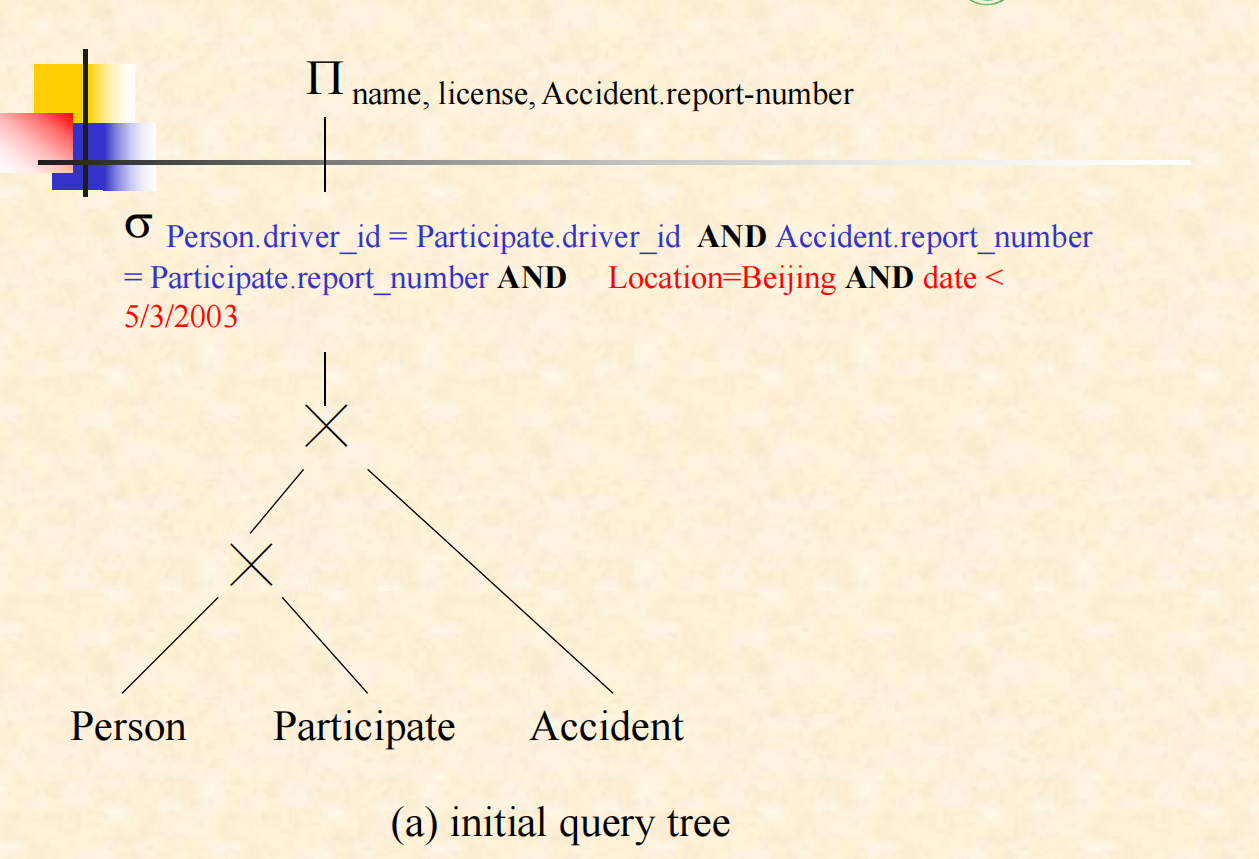 Π name, license, Accident.report-number
σ Person.driver_id = Participate.driver_id AND Accident.report_number
= Participate.report_number AND Location=Beijing AND date <
5/3/2003
×
×
Person Participate Accident
(a) initial query tree